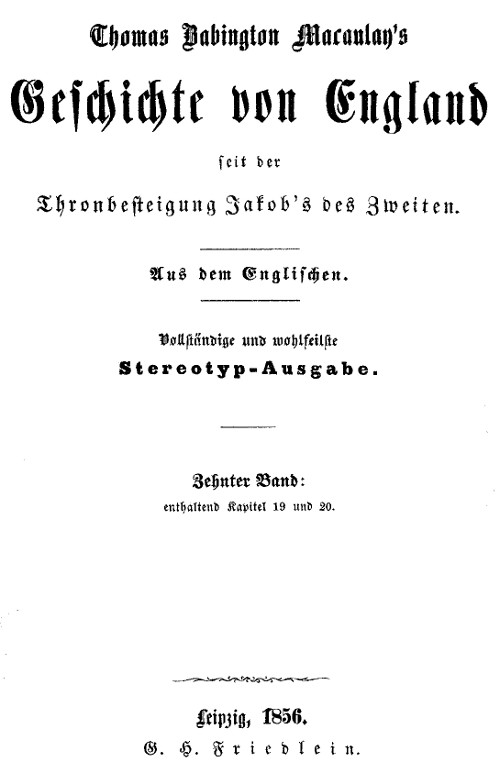 Thomas Babington Macaulay's
Geschichte von England
seit der
Thronbesteigung Jakob's des Zweiten.
Aus dem Englischen.
Vollständige und wohlfeilste
Stereotyp-Ausgabe.
Zehnter Band:
enthaltend Kapitel 19 und 20.
Leipzig, 1856.
G. H. Friedlein.